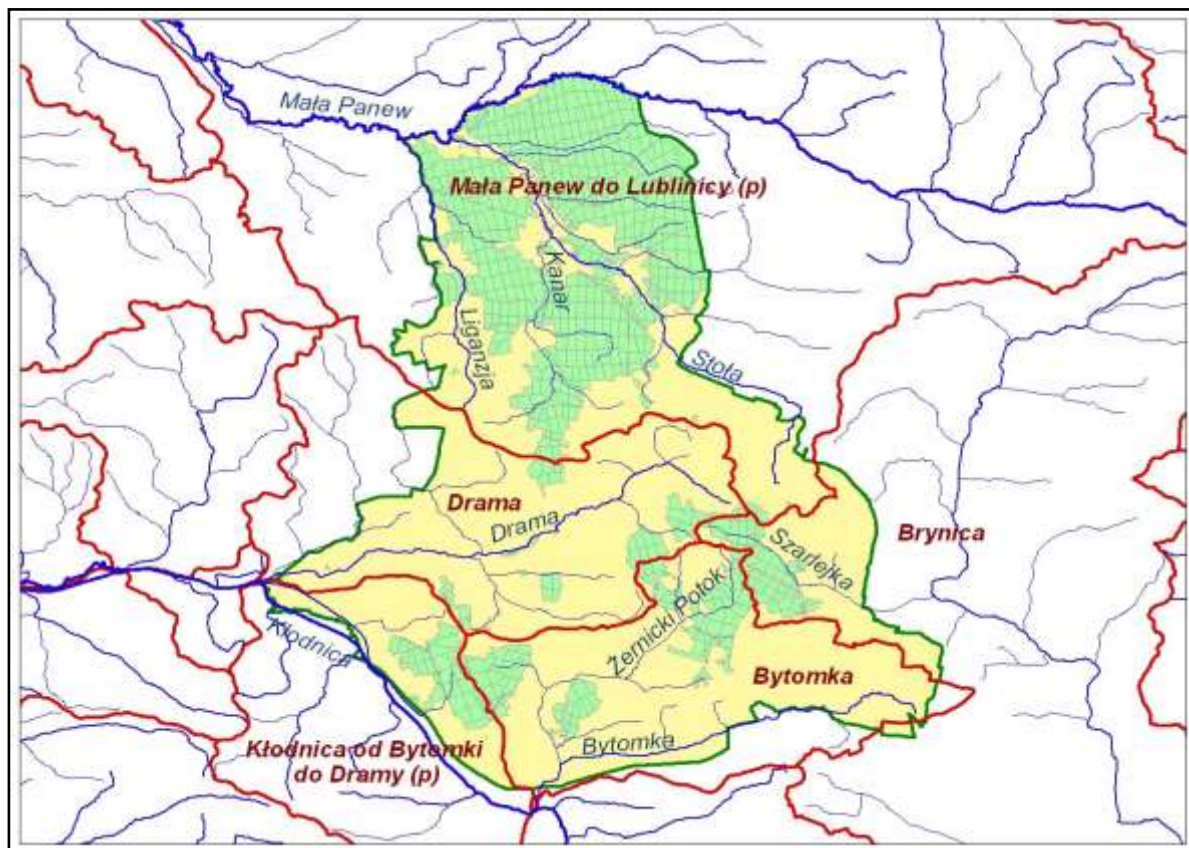 Mała Panew
Mała Panew do Lublinicy (p)
Kanar
Liganzja
Stoła
Drama
Drama
Brynica
Szarlejka
Żernicki Potok
Kłodnica
Bytomka
Bytomka
Kłodnica od Bytomki
do Dramy (p)